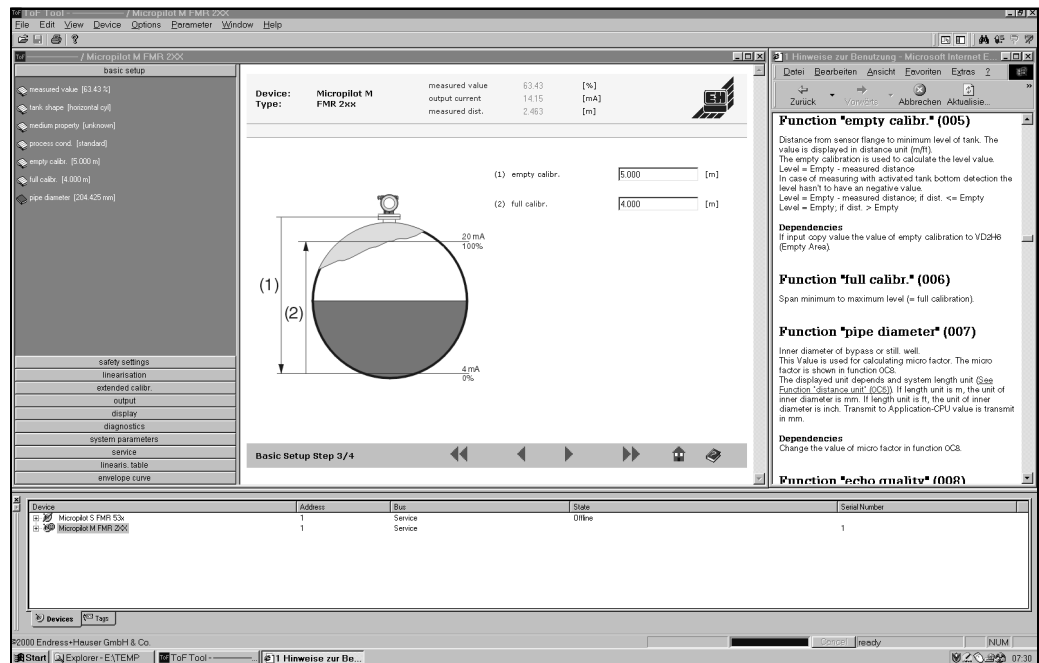 ToF Tool - ———— / Micropilot M FMR 2XX
File Edit View Device Options Parameter Window Help
———— / Micropilot M FMR 2XX
basic setup
measured value [63.43 %]
tank shape [horizontal cyl]
medium property [unknown]
process cond. [standard]
empty calibr. [5.000 m]
full calibr. [4.000 m]
pipe diameter [204.425 mm]
safety settings
linearisation
extended calibr.
output
display
diagnostics
system parameters
service
linearis. table
envelope curve
Device: Micropilot M
Type: FMR 2xx
measured value 63.43 [%]
output current 14.15 [mA]
measured dist. 2.463 [m]
EH
(1) empty calibr. 5.000 [m]
(2) full calibr. 4.000 [m]
20 mA
100%
(1)
(2)
4 mA
0%
Basic Setup Step 3/4
1 Hinweise zur Benutzung - Microsoft Internet E...
Datei Bearbeiten Ansicht Favoriten Extras ?
Zurück Vorwärts Abbrechen Aktualisie...
Function "empty calibr." (005)
Distance from sensor flange to minimum level of tank. The
value is displayed in distance unit (m/ft).
The empty calibration is used to calculate the level value.
Level = Empty - measured distance
In case of measuring with activated tank bottom detection the
level hasn't to have an negative value.
Level = Empty - measured distance; if dist. <= Empty
Level = Empty; if dist. > Empty
Dependencies
If input copy value the value of empty calibration to VD2H6
(Empty Area).
Function "full calibr." (006)
Span minimum to maximum level (= full calibration).
Function "pipe diameter" (007)
Inner diameter of bypass or still. well.
This Value is used for calculating micro factor. The micro
factor is shown in function 0C8.
The displayed unit depends and system length unit (See
Function "distance unit" (0C5)). If length unit is m, the unit of
inner diameter is mm. If length unit is ft, the unit of inner
diameter is inch. Transmit to Application-CPU value is transmit
in mm.
Dependencies
Change the value of micro factor in function 0C8.
Function "echo quality" (008)
Device Address Bus State Serial Number
Micropilot S FMR 53x 1 Service Offline
Micropilot M FMR 2XX 1 Service 1
Devices Tags
©2000 Endress+Hauser GmbH & Co.
Cancel ready NUM
Start Explorer - E:\TEMP ToF Tool - ————... 1 Hinweise zur Be... 07:30